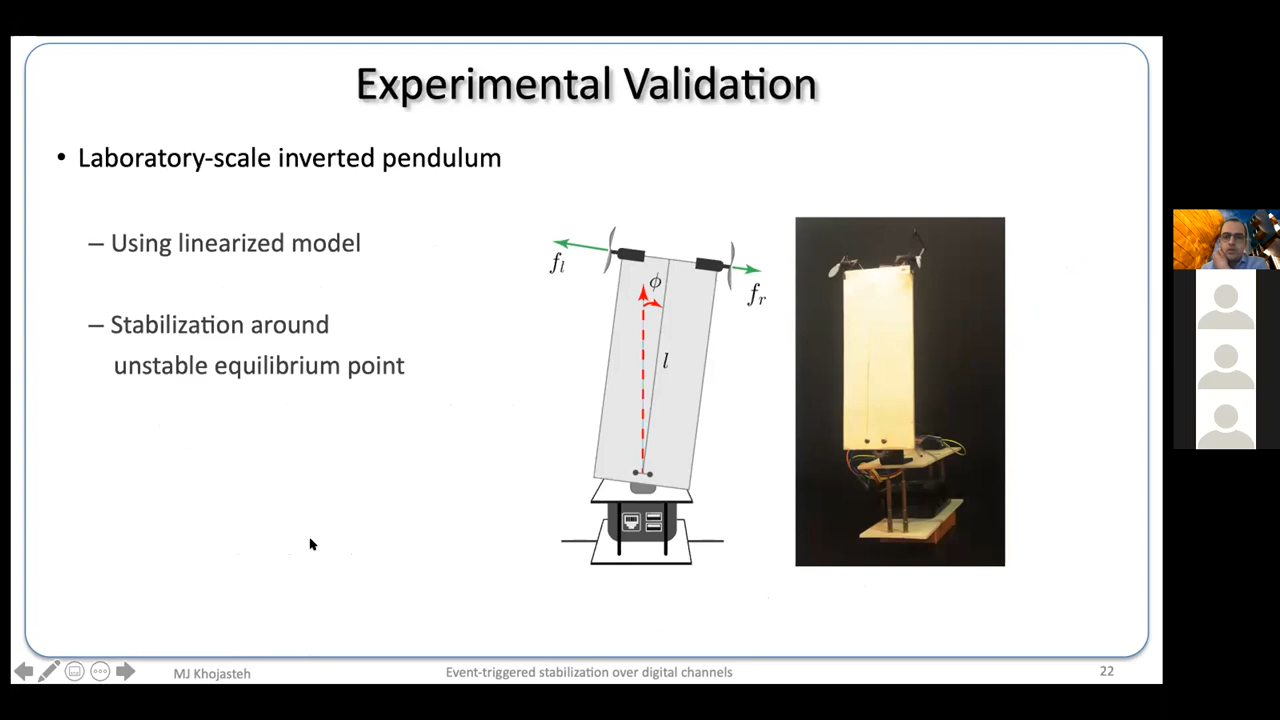 Experimental Validation
• Laboratory-scale inverted pendulum
– Using linearized model
– Stabilization around
unstable equilibrium point
f_l
ϕ
f_r
l
MJ Khojasteh
Event-triggered stabilization over digital channels
22